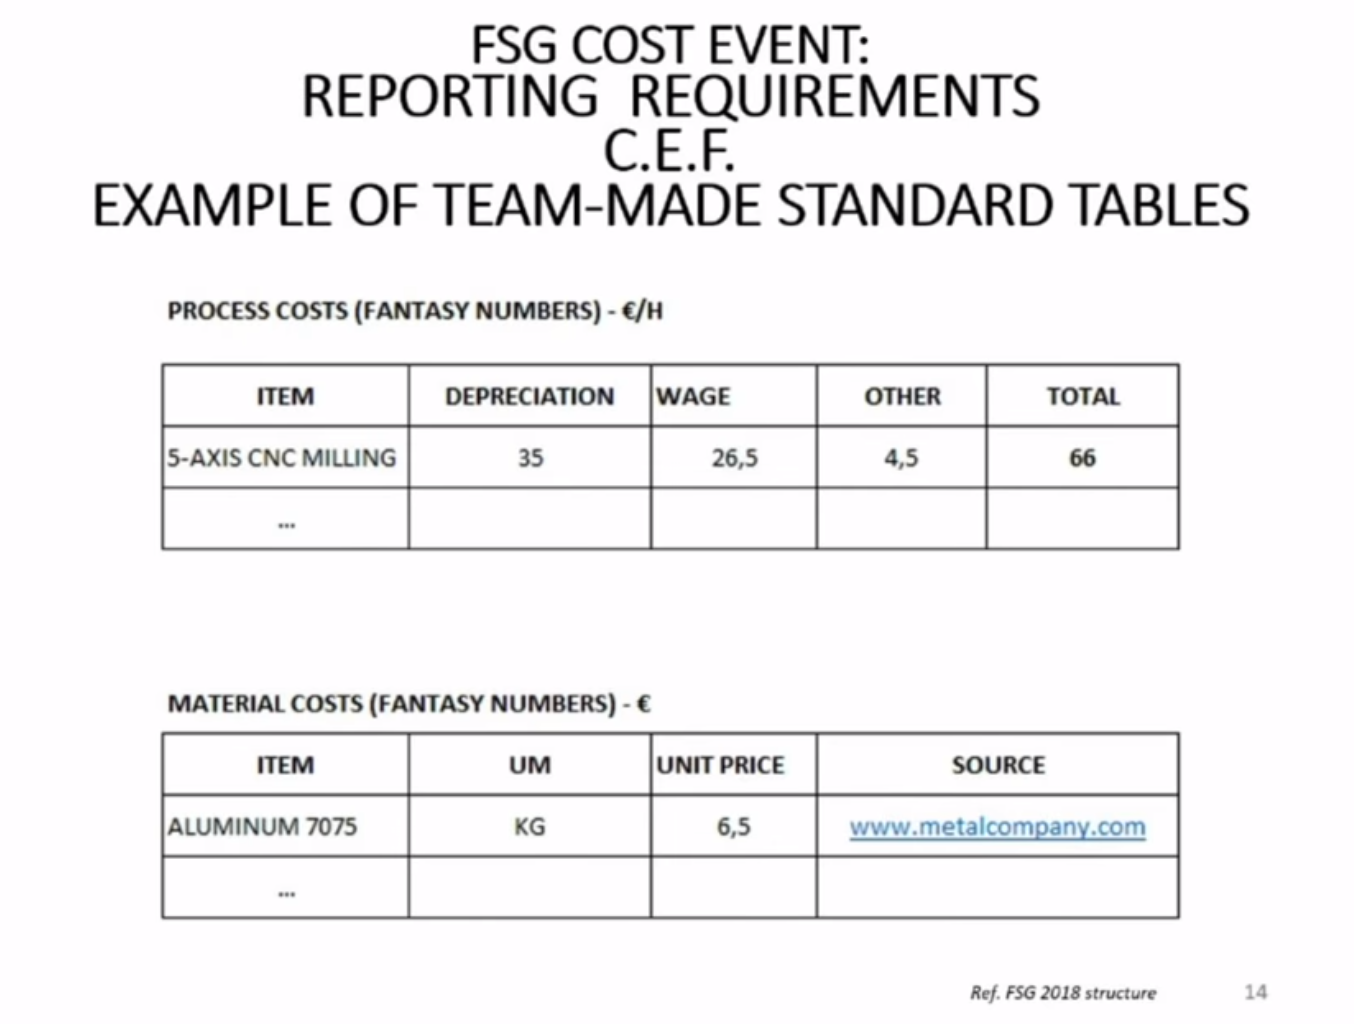 FSG COST EVENT:
REPORTING REQUIREMENTS
C.E.F.
EXAMPLE OF TEAM-MADE STANDARD TABLES
PROCESS COSTS (FANTASY NUMBERS) - €/H
ITEM DEPRECIATION WAGE OTHER TOTAL
5-AXIS CNC MILLING 35 26,5 4,5 66
...
MATERIAL COSTS (FANTASY NUMBERS) - €
ITEM UM UNIT PRICE SOURCE
ALUMINUM 7075 KG 6,5 www.metalcompany.com
...
Ref. FSG 2018 structure 14